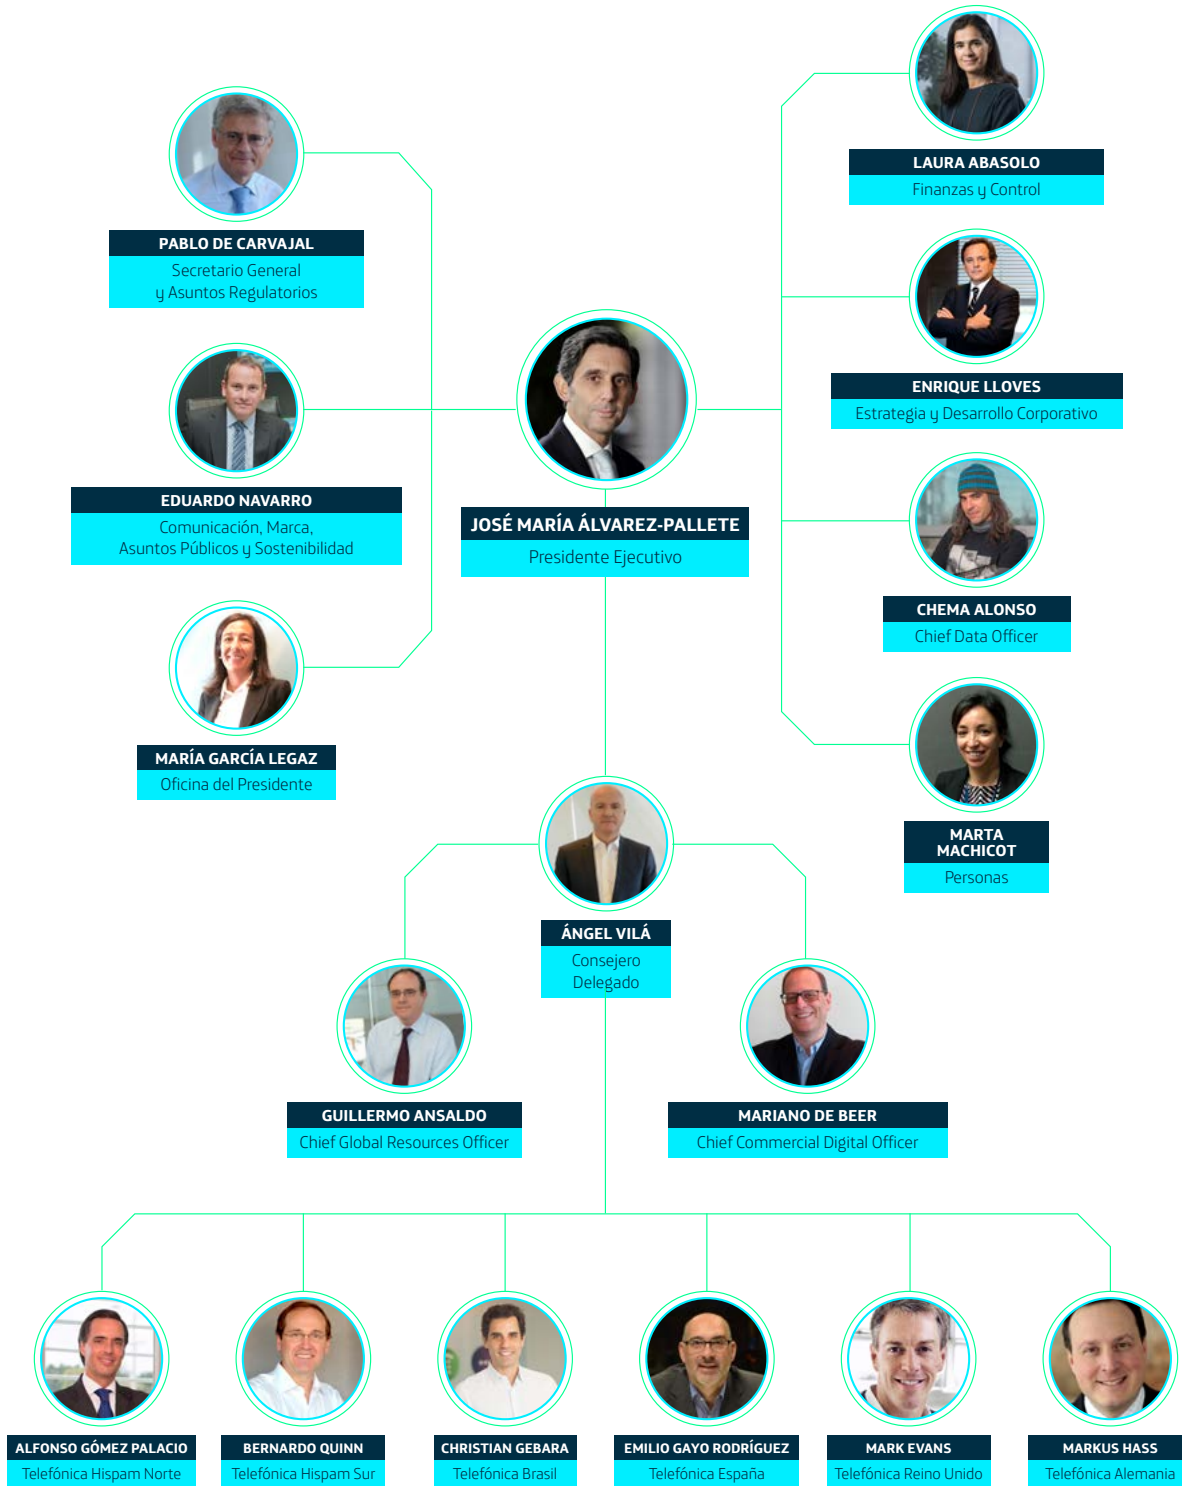 LAURA ABASOLO
Finanzas y Control
PABLO DE CARVAJAL
Secretario General
y Asuntos Regulatorios
ENRIQUE LLOVES
Estrategia y Desarrollo Corporativo
EDUARDO NAVARRO
Comunicación, Marca,
Asuntos Públicos y Sostenibilidad
JOSÉ MARÍA ÁLVAREZ-PALLETE
Presidente Ejecutivo
CHEMA ALONSO
Chief Data Officer
MARÍA GARCÍA LEGAZ
Oficina del Presidente
MARTA
MACHICOT
Personas
ÁNGEL VILÁ
Consejero
Delegado
GUILLERMO ANSALDO
Chief Global Resources Officer
MARIANO DE BEER
Chief Commercial Digital Officer
ALFONSO GÓMEZ PALACIO
Telefónica Hispam Norte
BERNARDO QUINN
Telefónica Hispam Sur
CHRISTIAN GEBARA
Telefónica Brasil
EMILIO GAYO RODRÍGUEZ
Telefónica España
MARK EVANS
Telefónica Reino Unido
MARKUS HASS
Telefónica Alemania